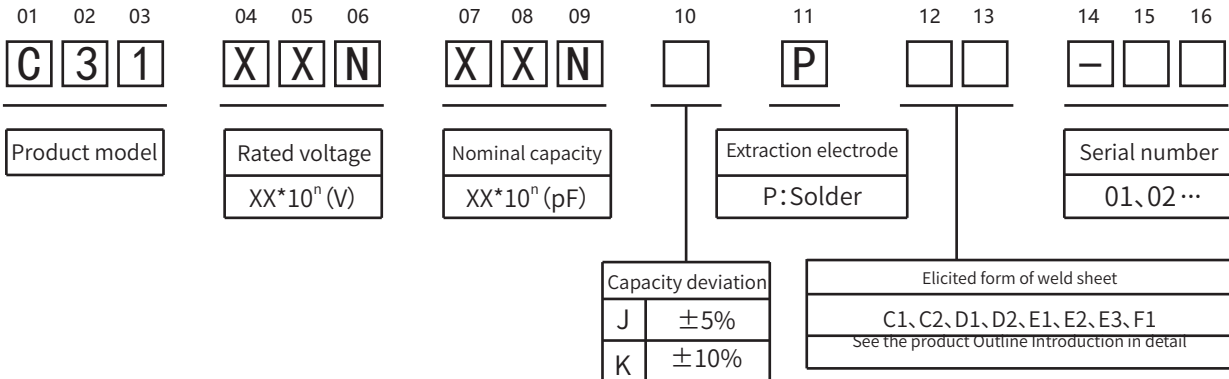 01 02 03 04 05 06 07 08 09 10 11 12 13 14 15 16
C 3 1 X X N X X N P -
Product model
Rated voltage
XX*10ⁿ(V)
Nominal capacity
XX*10ⁿ(pF)
Extraction electrode
P:Solder
Serial number
01、02…
Capacity deviation
J ±5%
K ±10%
Elicited form of weld sheet
C1、C2、D1、D2、E1、E2、E3、F1
See the product Outline Introduction in detail